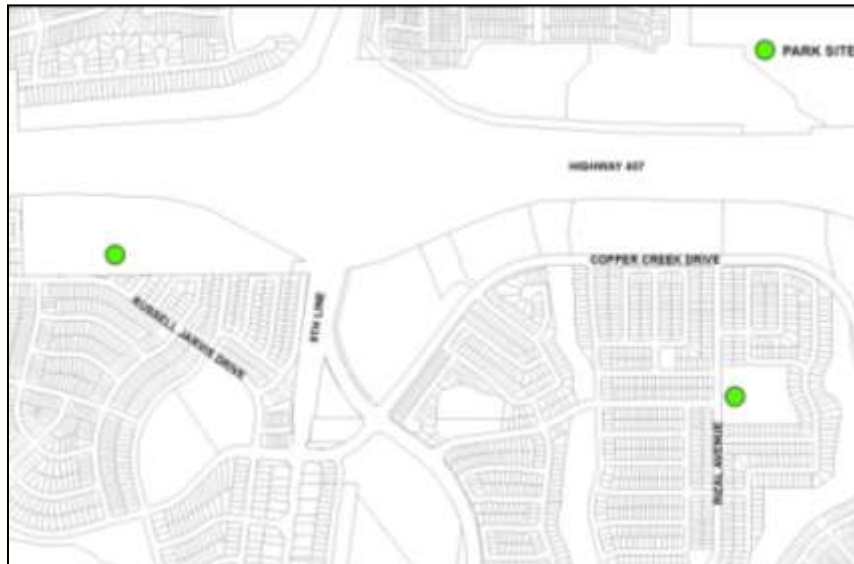 PARK SITE
HIGHWAY 407
COPPER CREEK DRIVE
RUSSELL JARVIS DRIVE
9TH LINE
RIZAL AVENUE